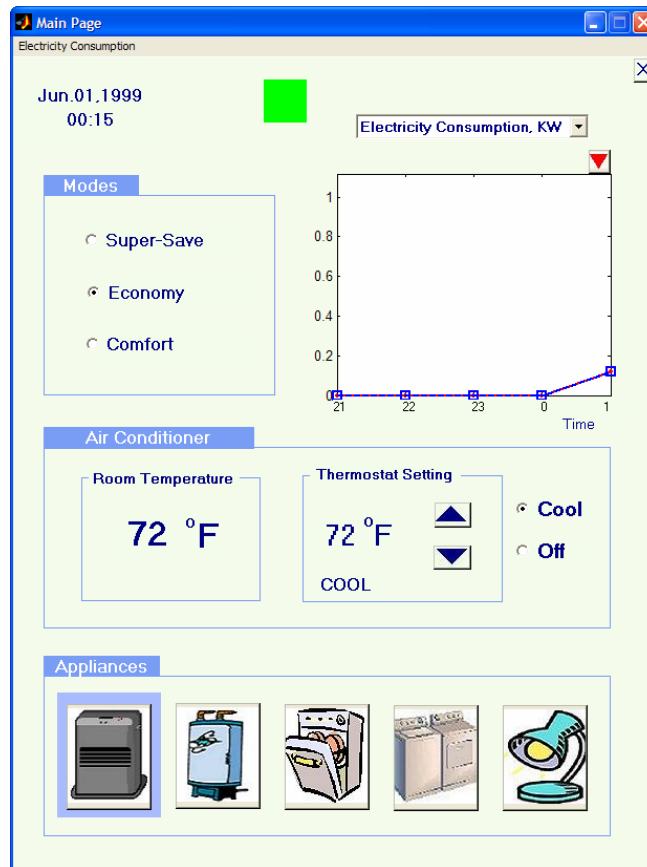 Main Page
Electricity Consumption
Jun.01,1999
00:15
Electricity Consumption, KW
Modes
Super-Save
Economy
Comfort
1
0.8
0.6
0.4
0.2
0
21 22 23 0 1
Time
Air Conditioner
Room Temperature
72 °F
Thermostat Setting
72 °F
COOL
Cool
Off
Appliances